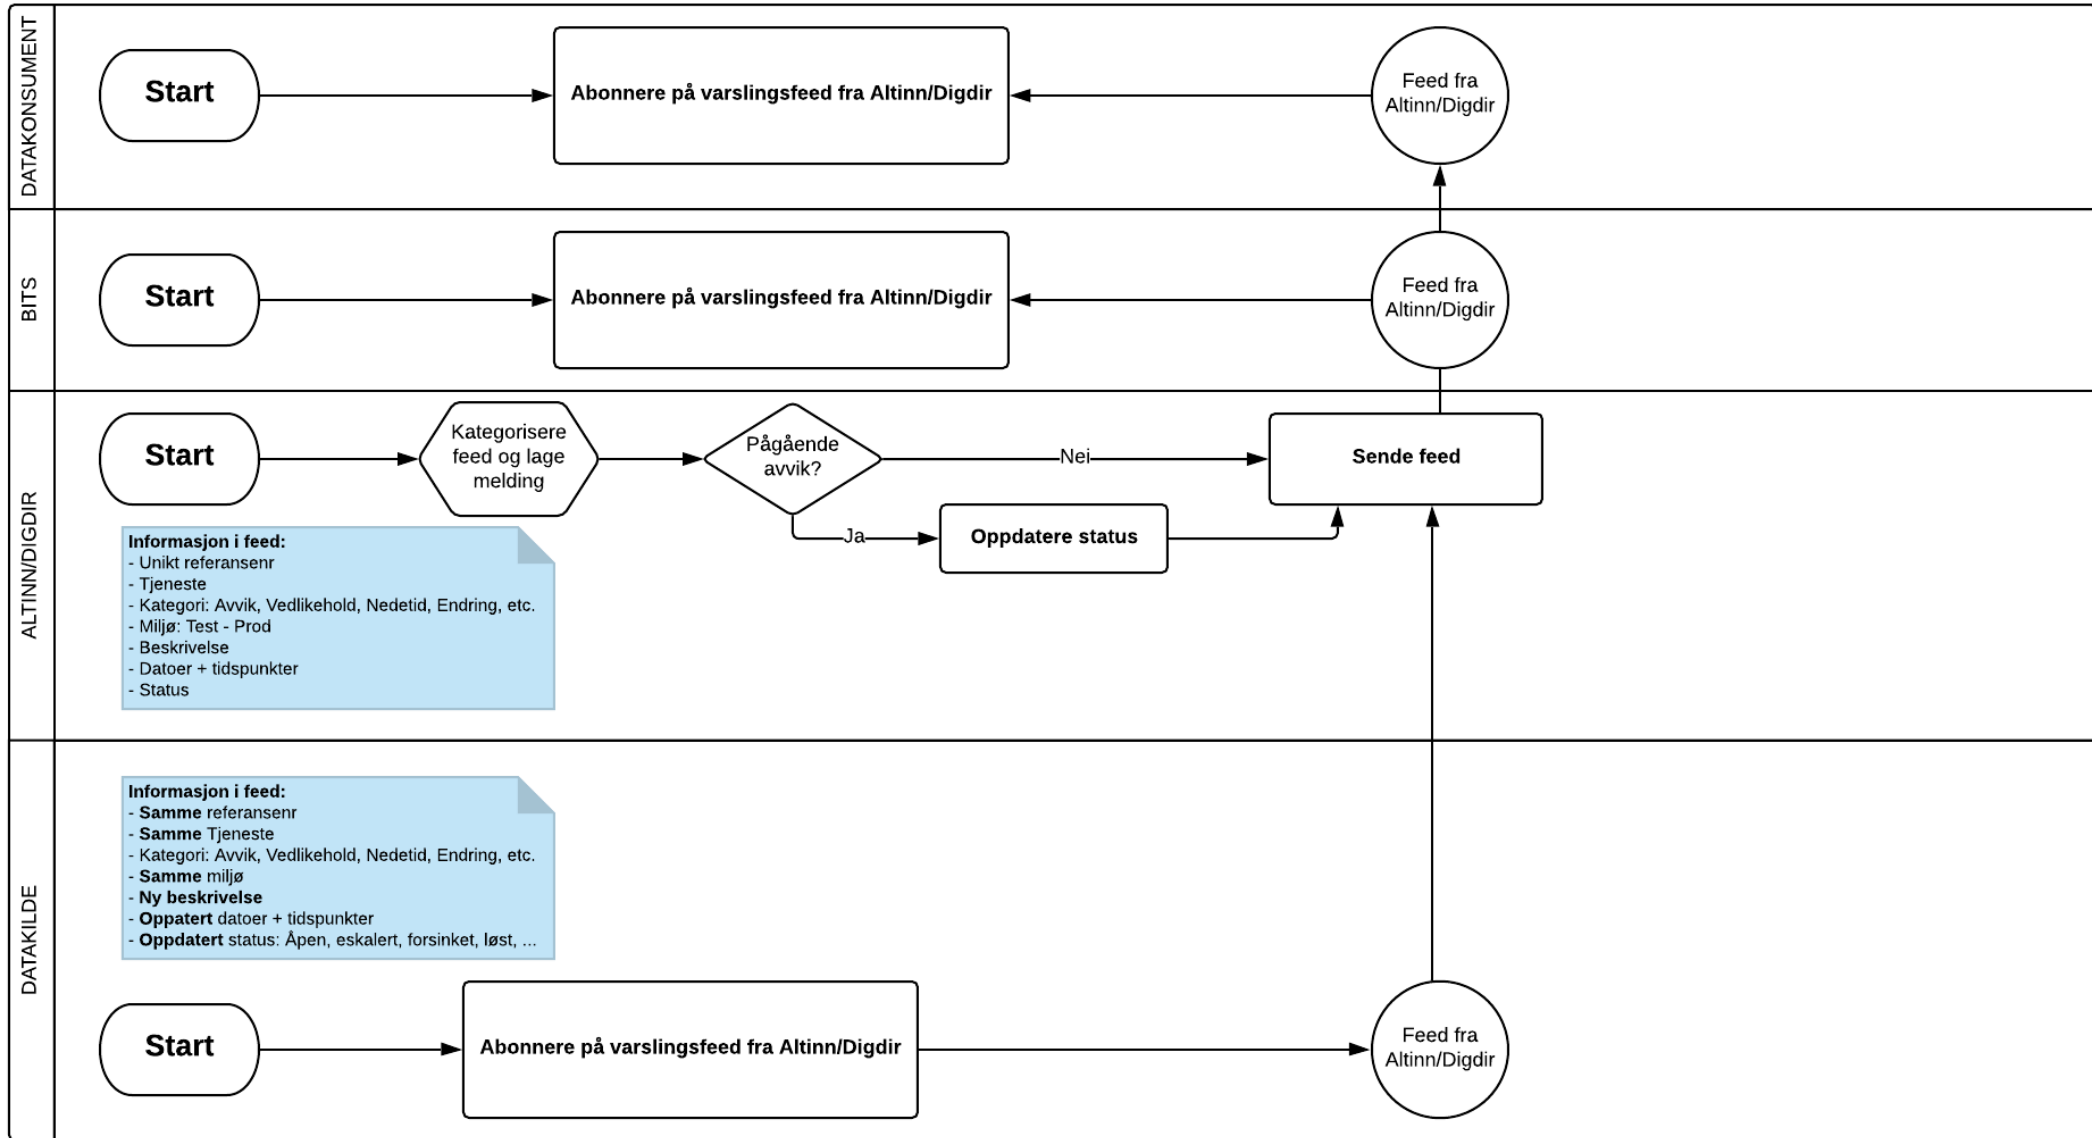 DATAKONSUMENT
Start
Abonnere på varslingsfeed fra Altinn/Digdir
Feed fra
Altinn/Digdir
BITS
Start
Abonnere på varslingsfeed fra Altinn/Digdir
Feed fra
Altinn/Digdir
ALTINN/DIGDIR
Start
Kategorisere
feed og lage
melding
Pågående
avvik?
Nei
Sende feed
Ja
Oppdatere status
Informasjon i feed:
- Unikt referansenr
- Tjeneste
- Kategori: Avvik, Vedlikehold, Nedetid, Endring, etc.
- Miljø: Test - Prod
- Beskrivelse
- Datoer + tidspunkter
- Status
DATAKILDE
Informasjon i feed:
- Samme referansenr
- Samme Tjeneste
- Kategori: Avvik, Vedlikehold, Nedetid, Endring, etc.
- Samme miljø
- Ny beskrivelse
- Oppatert datoer + tidspunkter
- Oppdatert status: Åpen, eskalert, forsinket, løst, ...
Start
Abonnere på varslingsfeed fra Altinn/Digdir
Feed fra
Altinn/Digdir